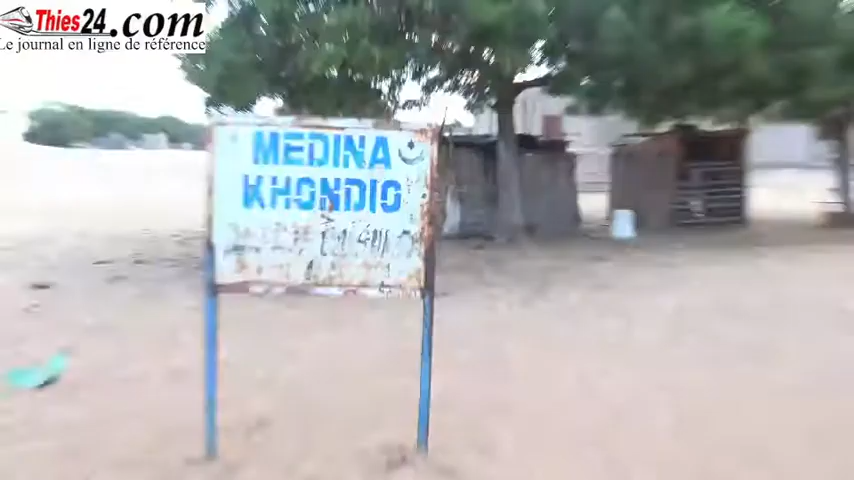 Thies24.com
Le journal en ligne de référence
MEDINA
KHONDIO